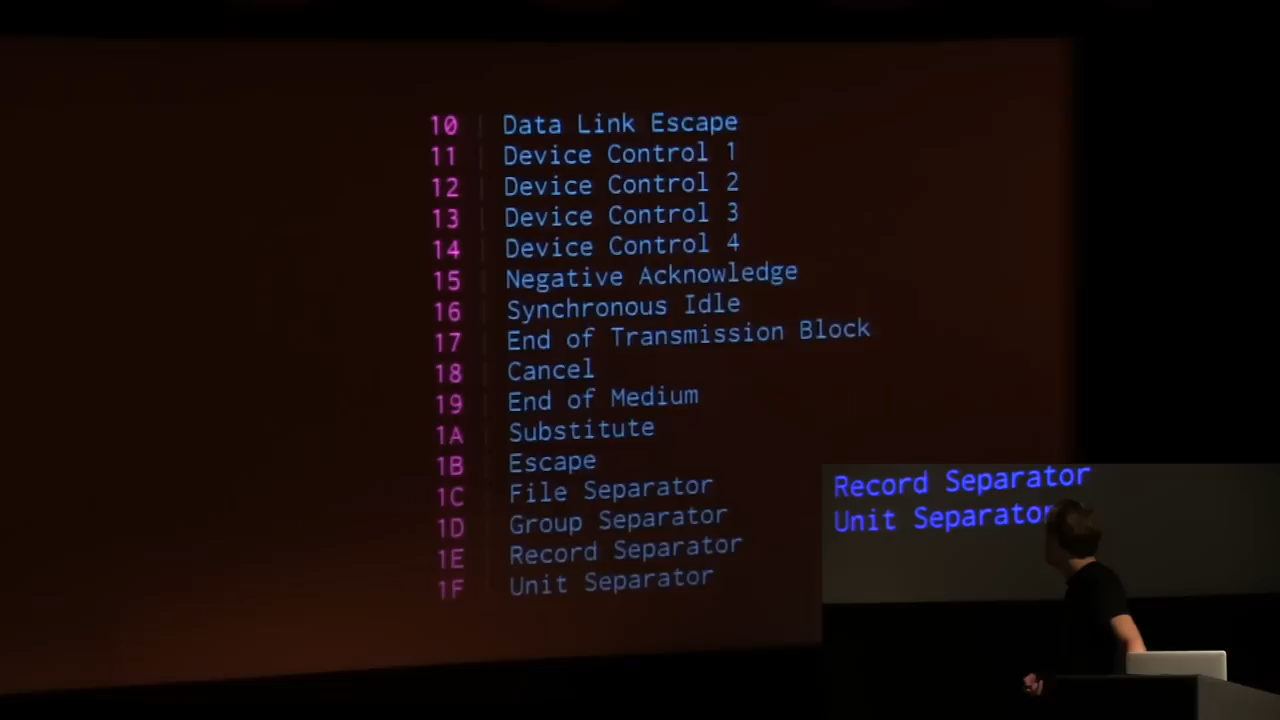 10 | Data Link Escape
11 | Device Control 1
12 | Device Control 2
13 | Device Control 3
14 | Device Control 4
15 | Negative Acknowledge
16 | Synchronous Idle
17 | End of Transmission Block
18 | Cancel
19 | End of Medium
1A | Substitute
1B | Escape
1C | File Separator
1D | Group Separator
1E | Record Separator
1F | Unit Separator
Record Separator
Unit Separator